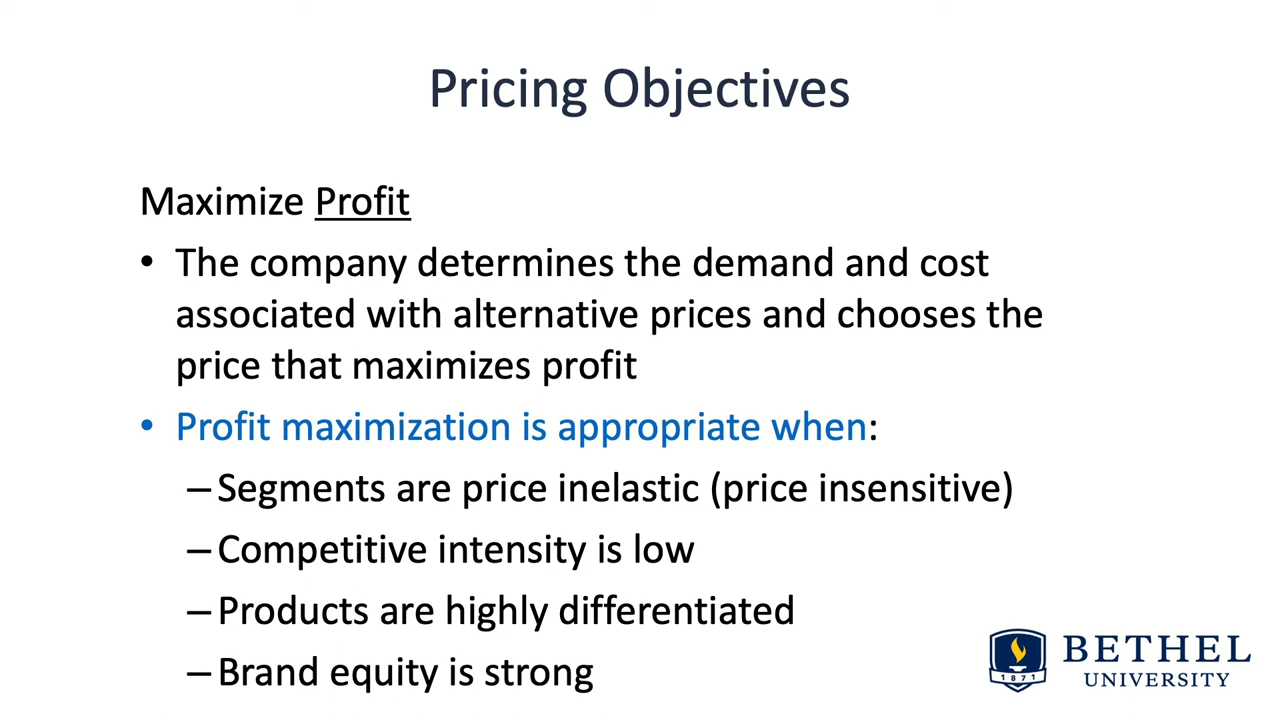 Pricing Objectives
Maximize Profit
• The company determines the demand and cost
associated with alternative prices and chooses the
price that maximizes profit
• Profit maximization is appropriate when:
–Segments are price inelastic (price insensitive)
–Competitive intensity is low
–Products are highly differentiated
–Brand equity is strong
1871
BETHEL
UNIVERSITY